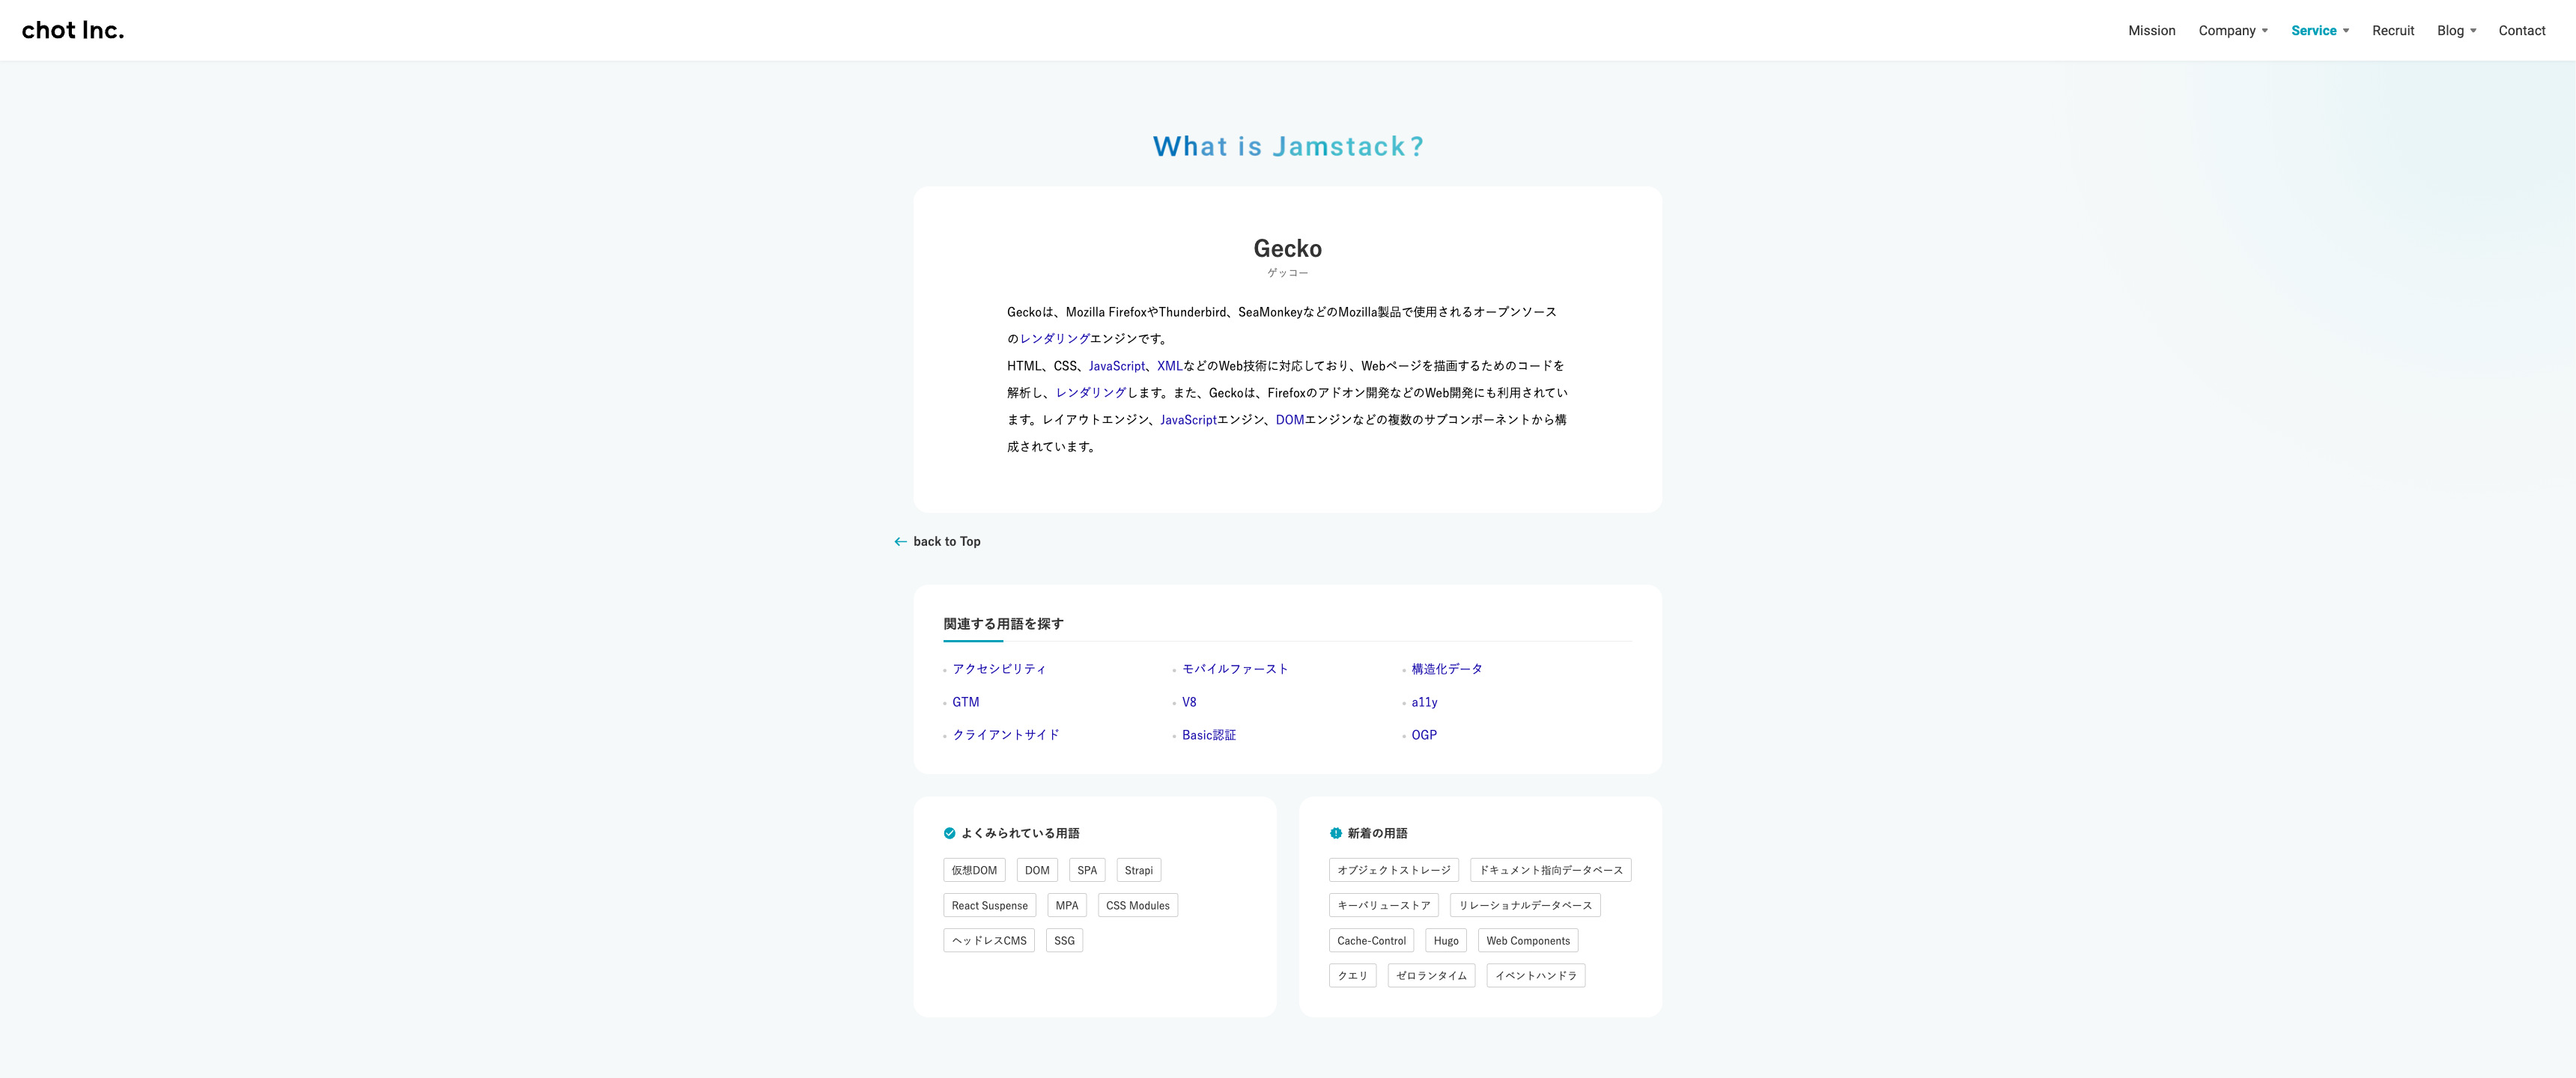 chot Inc.
Mission Company Service Recruit Blog Contact
What is Jamstack?
Gecko
ゲッコー
Geckoは、Mozilla FirefoxやThunderbird、SeaMonkeyなどのMozilla製品で使用されるオープンソース
のレンダリングエンジンです。
HTML、CSS、JavaScript、XMLなどのWeb技術に対応しており、Webページを描画するためのコードを
解析し、レンダリングします。また、Geckoは、Firefoxのアドオン開発などのWeb開発にも利用されてい
ます。レイアウトエンジン、JavaScriptエンジン、DOMエンジンなどの複数のサブコンポーネントから構
成されています。
back to Top
関連する用語を探す
アクセシビリティ モバイルファースト 構造化データ
GTM V8 a11y
クライアントサイド Basic認証 OGP
よくみられている用語
仮想DOM DOM SPA Strapi
React Suspense MPA CSS Modules
ヘッドレスCMS SSG
新着の用語
オブジェクトストレージ ドキュメント指向データベース
キーバリューストア リレーショナルデータベース
Cache-Control Hugo Web Components
クエリ ゼロランタイム イベントハンドラ